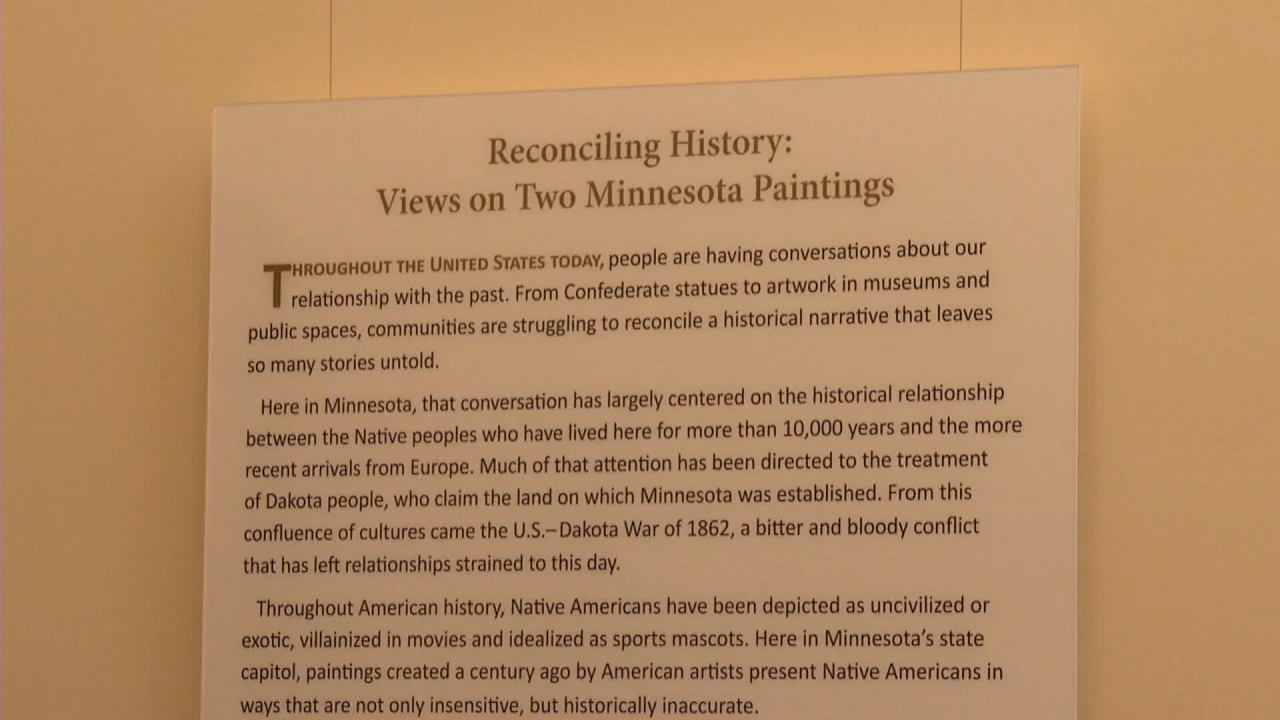 Reconciling History:
Views on Two Minnesota Paintings
THROUGHOUT THE UNITED STATES TODAY, people are having conversations about our
relationship with the past. From Confederate statues to artwork in museums and
public spaces, communities are struggling to reconcile a historical narrative that leaves
so many stories untold.
Here in Minnesota, that conversation has largely centered on the historical relationship
between the Native peoples who have lived here for more than 10,000 years and the more
recent arrivals from Europe. Much of that attention has been directed to the treatment
of Dakota people, who claim the land on which Minnesota was established. From this
confluence of cultures came the U.S.–Dakota War of 1862, a bitter and bloody conflict
that has left relationships strained to this day.
Throughout American history, Native Americans have been depicted as uncivilized or
exotic, villainized in movies and idealized as sports mascots. Here in Minnesota’s state
capitol, paintings created a century ago by American artists present Native Americans in
ways that are not only insensitive, but historically inaccurate.